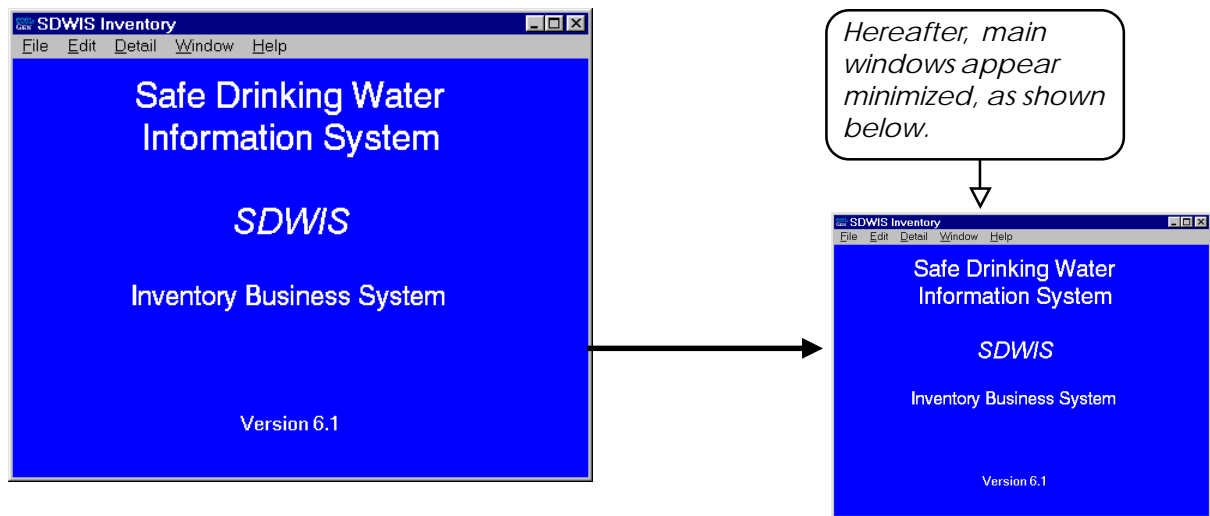 SDWIS Inventory
File Edit Detail Window Help
Safe Drinking Water
Information System
SDWIS
Inventory Business System
Version 6.1
Hereafter, main
windows appear
minimized, as shown
below.
SDWIS Inventory
File Edit Detail Window Help
Safe Drinking Water
Information System
SDWIS
Inventory Business System
Version 6.1